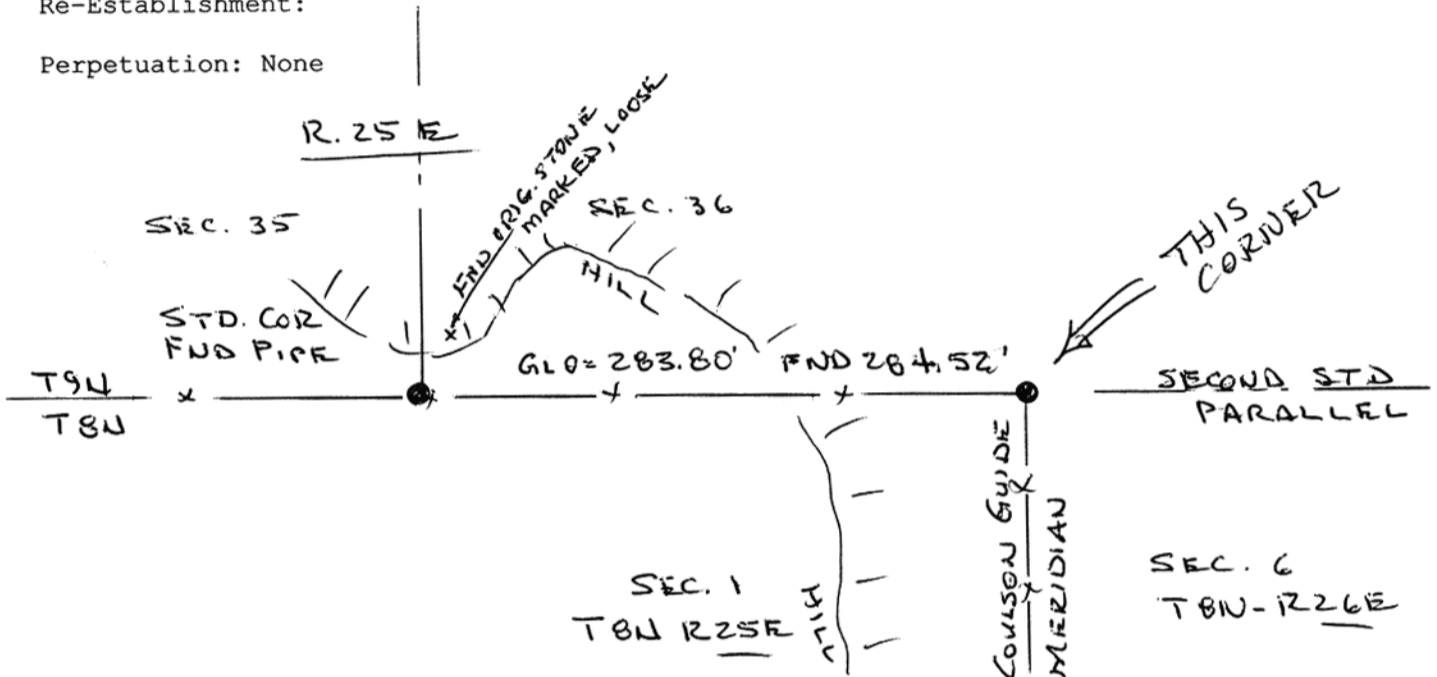 Re-Establishment:
Perpetuation: None
R. 25 E
FND ORIG. STONE
MARKED, LOOSE
SEC. 35
SEC. 36
HILL
THIS
CORNER
STD. COR
FND PIPE
GLO = 283.80'
FND 284.52'
T9N
T8N
SECOND STD
PARALLEL
COULSON GUIDE
MERIDIAN
SEC. 1
T8N R25E
HILL
SEC. 6
T8N-R26E